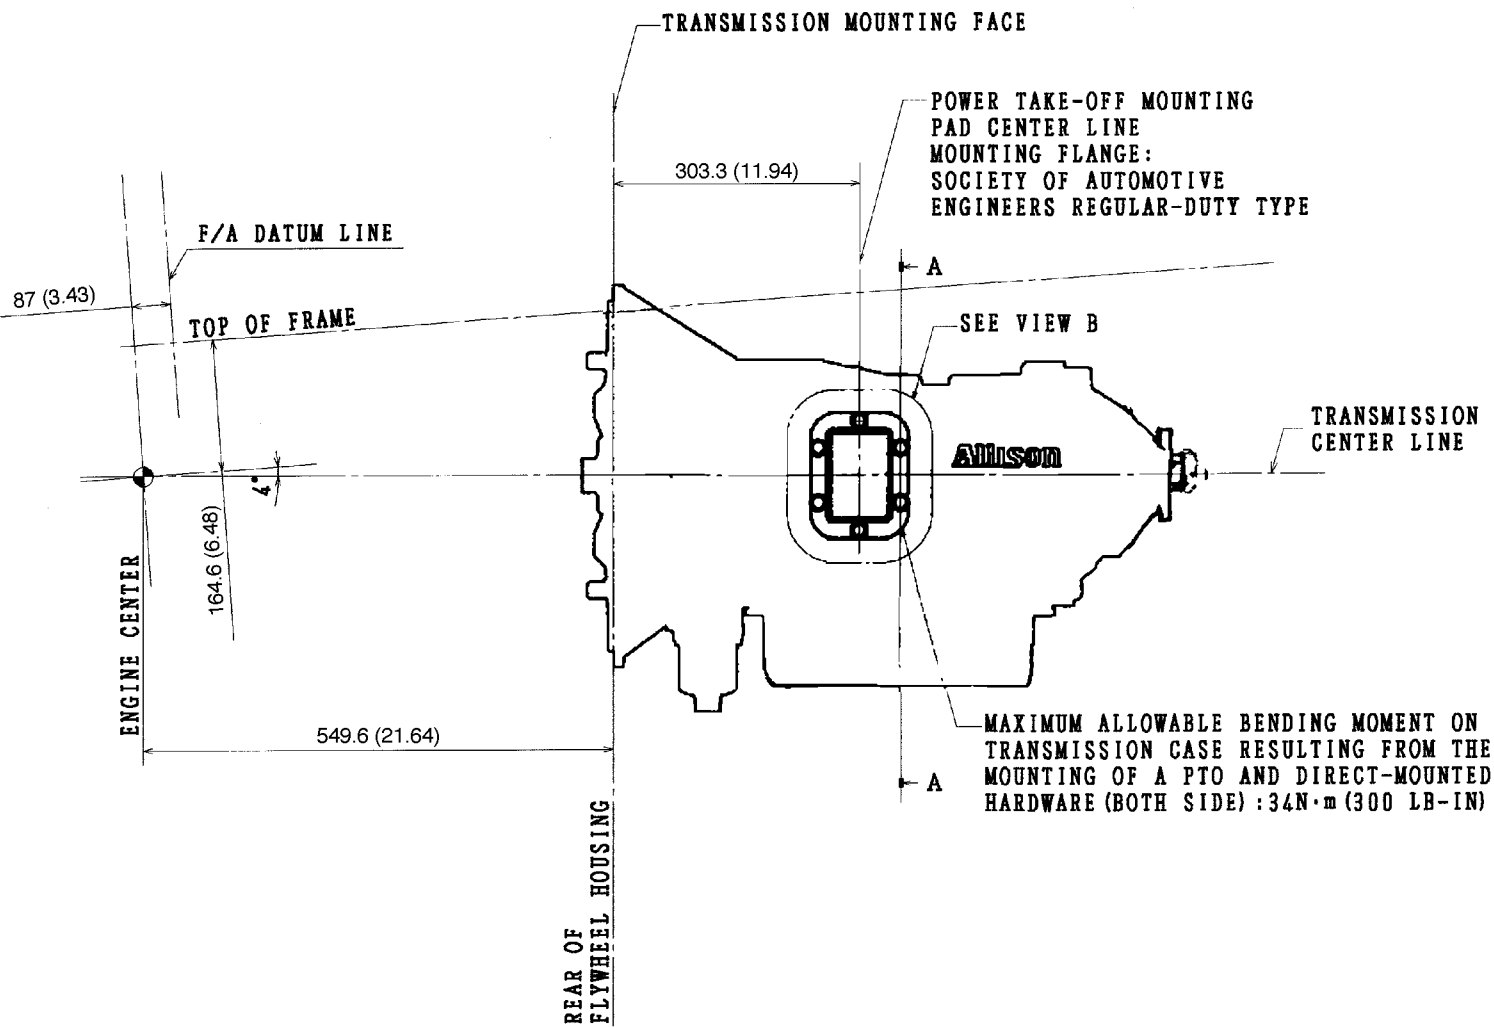 TRANSMISSION MOUNTING FACE
POWER TAKE-OFF MOUNTING
PAD CENTER LINE
MOUNTING FLANGE:
SOCIETY OF AUTOMOTIVE
ENGINEERS REGULAR-DUTY TYPE
303.3 (11.94)
F/A DATUM LINE
A
87 (3.43)
TOP OF FRAME
SEE VIEW B
TRANSMISSION
CENTER LINE
Allison
4°
164.6 (6.48)
ENGINE CENTER
549.6 (21.64)
MAXIMUM ALLOWABLE BENDING MOMENT ON
TRANSMISSION CASE RESULTING FROM THE
MOUNTING OF A PTO AND DIRECT-MOUNTED
HARDWARE (BOTH SIDE) : 34N·m (300 LB-IN)
A
REAR OF
FLYWHEEL HOUSING